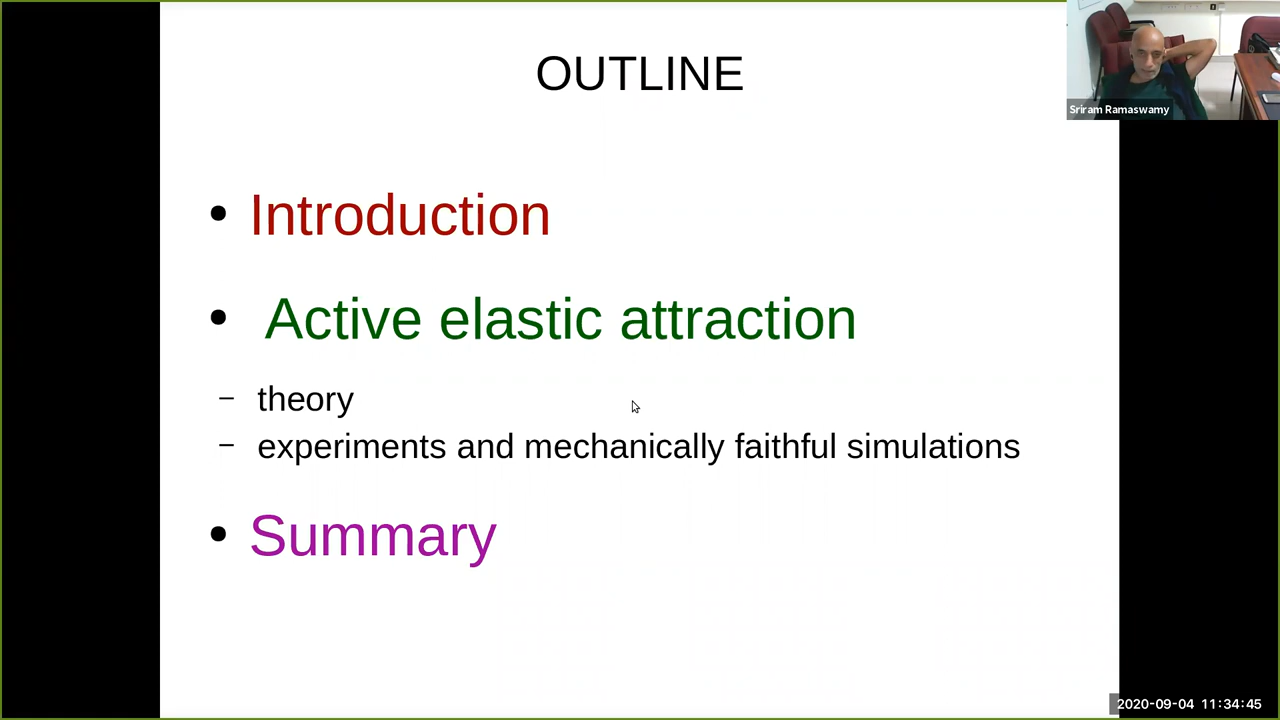 OUTLINE
Sriram Ramaswamy
• Introduction
• Active elastic attraction
– theory
– experiments and mechanically faithful simulations
• Summary
2020-09-04 11:34:45